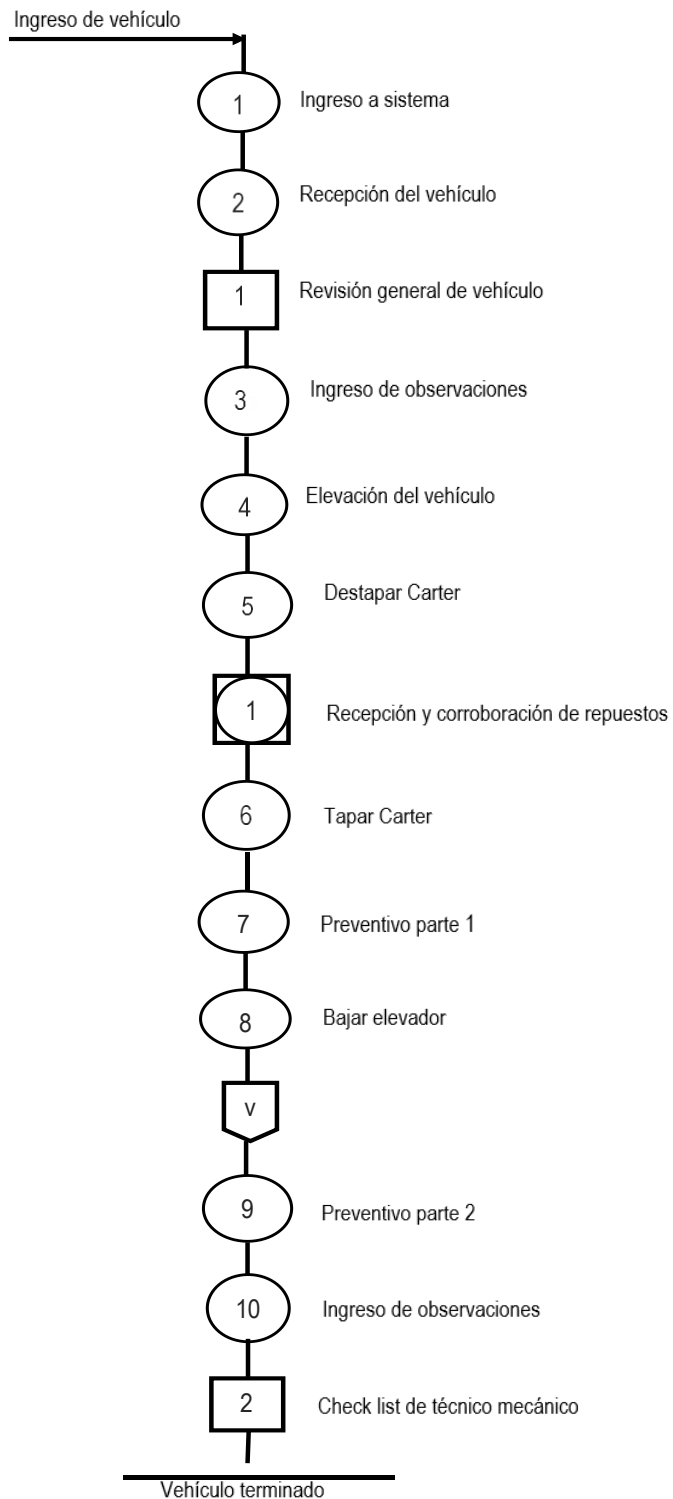 Ingreso de vehículo
1 Ingreso a sistema
2 Recepción del vehículo
1 Revisión general de vehículo
3 Ingreso de observaciones
4 Elevación del vehículo
5 Destapar Carter
1 Recepción y corroboración de repuestos
6 Tapar Carter
7 Preventivo parte 1
8 Bajar elevador
v
9 Preventivo parte 2
10 Ingreso de observaciones
2 Check list de técnico mecánico
Vehículo terminado